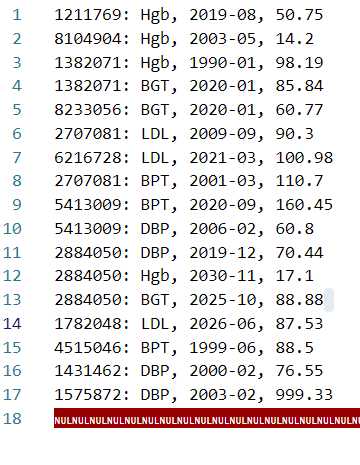 1 1211769: Hgb, 2019-08, 50.75
2 8104904: Hgb, 2003-05, 14.2
3 1382071: Hgb, 1990-01, 98.19
4 1382071: BGT, 2020-01, 85.84
5 8233056: BGT, 2020-01, 60.77
6 2707081: LDL, 2009-09, 90.3
7 6216728: LDL, 2021-03, 100.98
8 2707081: BPT, 2001-03, 110.7
9 5413009: BPT, 2020-09, 160.45
10 5413009: DBP, 2006-02, 60.8
11 2884050: DBP, 2019-12, 70.44
12 2884050: Hgb, 2030-11, 17.1
13 2884050: BGT, 2025-10, 88.88
14 1782048: LDL, 2026-06, 87.53
15 4515046: BPT, 1999-06, 88.5
16 1431462: DBP, 2000-02, 76.55
17 1575872: DBP, 2003-02, 999.33
18 NULNULNULNULNULNULNULNULNULNULNULNULNULNULNULNULNUL